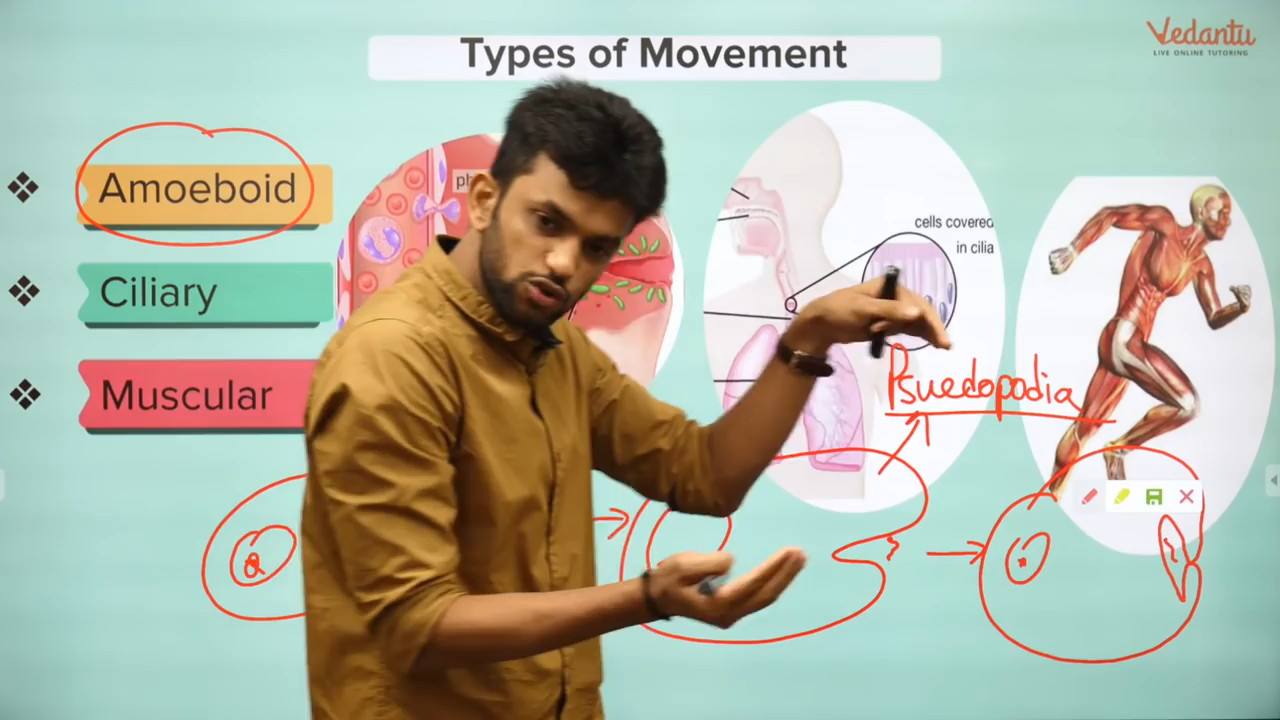 Types of Movement
Vedantu
LIVE ONLINE TUTORING
Amoeboid
Ciliary
Muscular
cells covered
in cilia
Psuedopodia